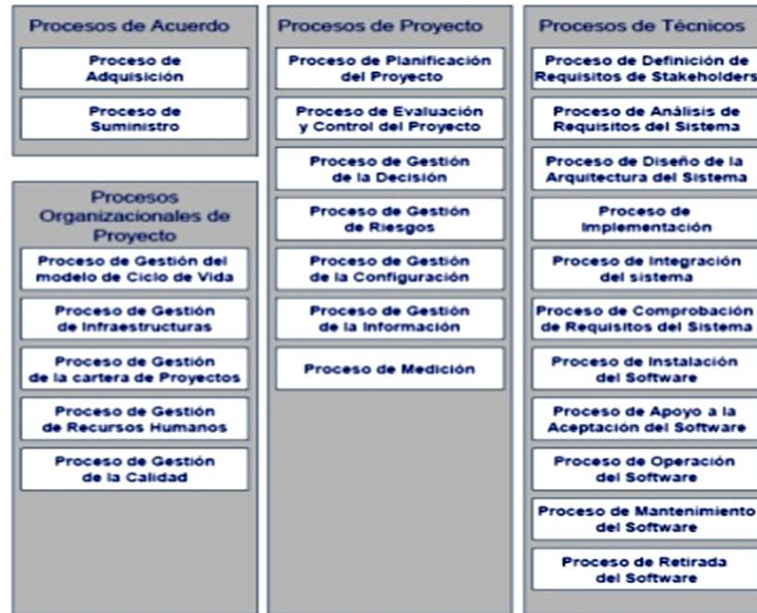 Procesos de Acuerdo
Proceso de
Adquisición
Proceso de
Suministro
Procesos
Organizacionales de
Proyecto
Proceso de Gestión del
modelo de Ciclo de Vida
Proceso de Gestión
de Infraestructuras
Proceso de Gestión
de la cartera de Proyectos
Proceso de Gestión
de Recursos Humanos
Proceso de Gestión
de la Calidad
Procesos de Proyecto
Proceso de Planificación
del Proyecto
Proceso de Evaluación
y Control del Proyecto
Proceso de Gestión
de la Decisión
Proceso de Gestión
de Riesgos
Proceso de Gestión
de la Configuración
Proceso de Gestión
de la Información
Proceso de Medición
Procesos de Técnicos
Proceso de Definición de
Requisitos de Stakeholders
Proceso de Análisis de
Requisitos del Sistema
Proceso de Diseño de la
Arquitectura del Sistema
Proceso de
Implementación
Proceso de Integración
del sistema
Proceso de Comprobación
de Requisitos del Sistema
Proceso de Instalación
del Software
Proceso de Apoyo a la
Aceptación del Software
Proceso de Operación
del Software
Proceso de Mantenimiento
del Software
Proceso de Retirada
del Software